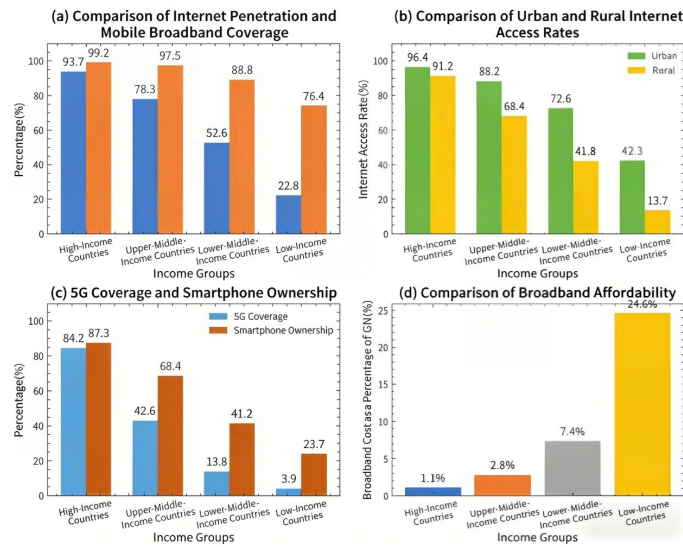 (a) Comparison of Internet Penetration and
Mobile Broadband Coverage
Percentage(%)
100
80
60
40
20
0
93.7
99.2
78.3
97.5
52.6
88.8
22.8
76.4
High-Income
Countries
Upper-Middle-
Income Countries
Lower-Middle-
Income Countries
Low-Income
Countries
Income Groups
(b) Comparison of Urban and Rural Internet
Access Rates
Internet Access Rate(%)
100
80
60
40
20
0
96.4
91.2
88.2
68.4
72.6
41.8
42.3
13.7
Urban
Rural
High-Income
Countries
Upper-Middle-
Income Countries
Lower-Middle-
Income Countries
Low-Income
Countries
Income Groups
(c) 5G Coverage and Smartphone Ownership
Percentage(%)
100
80
60
40
20
0
84.2
87.3
42.6
68.4
13.8
41.2
3.9
23.7
5G Coverage
Smartphone Ownership
High-Income
Countries
Upper-Middle-
Income Countries
Lower-Middle-
Income Countries
Low-Income
Countries
Income Groups
(d) Comparison of Broadband Affordability
Broadband Cost as a Percentage of GN(%)
25
20
15
10
5
0
1.1%
2.8%
7.4%
24.6%
High-Income
Countries
Upper-Middle-
Income Countries
Lower-Middle-
Income Countries
Low-Income
Countries
Income Groups